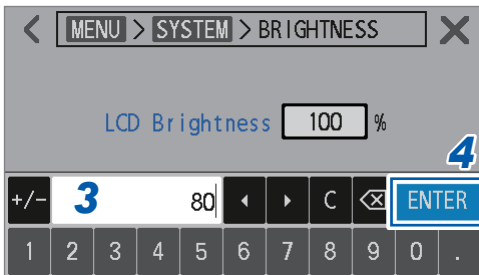 MENU > SYSTEM > BRIGHTNESS
LCD Brightness 100 %
4
+/- 3 80 C ENTER
1 2 3 4 5 6 7 8 9 0 .